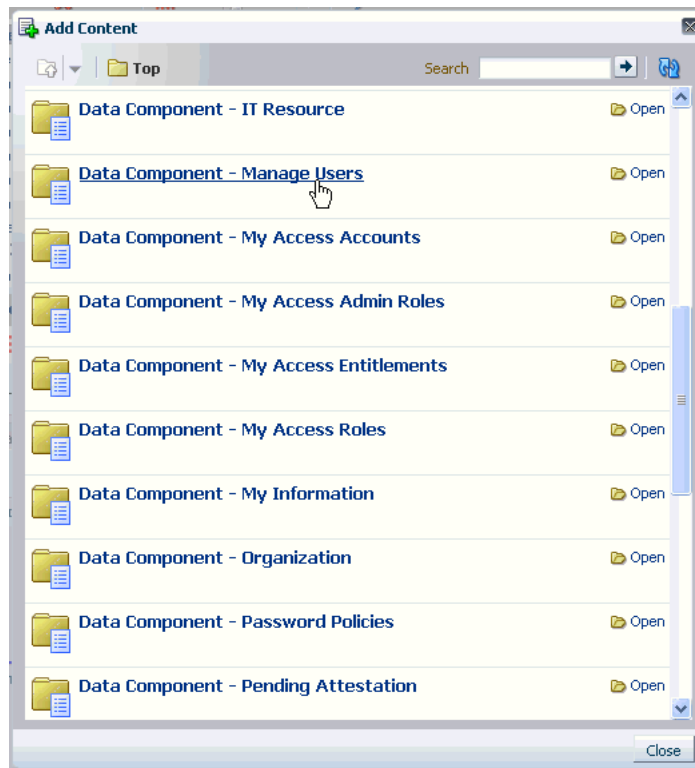 Add Content
Top Search
Data Component - IT Resource Open
Data Component - Manage Users Open
Data Component - My Access Accounts Open
Data Component - My Access Admin Roles Open
Data Component - My Access Entitlements Open
Data Component - My Access Roles Open
Data Component - My Information Open
Data Component - Organization Open
Data Component - Password Policies Open
Data Component - Pending Attestation Open
Close